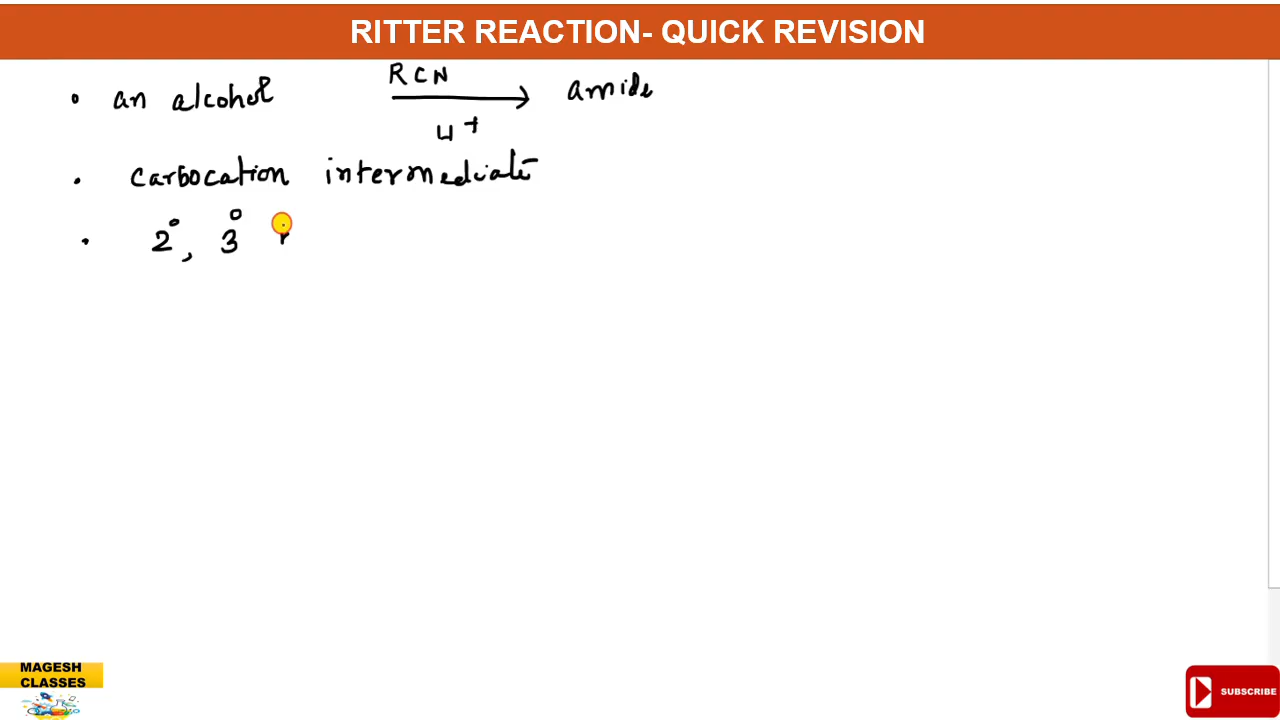 RITTER REACTION- QUICK REVISION
RCN
• an alcohol ⟶ amide
H+
• carbocation intermediate
• 2°, 3°
MAGESH
CLASSES
SUBSCRIBE